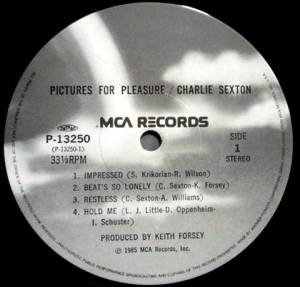 PICTURES FOR PLEASURE / CHARLIE SEXTON
MCA RECORDS
P-13250
(P-13250-1)
33⅓RPM
SIDE
1
STEREO
1. IMPRESSED (S. Krikorian-R. Wilson)
2. BEAT'S SO LONELY (C. Sexton-K. Forsey)
3. RESTLESS (C. Sexton-A. Williams)
4. HOLD ME (L. J. Little-D. Oppenheim-
I. Schuster)
PRODUCED BY KEITH FORSEY
Ⓟ 1985 MCA Records, Inc.